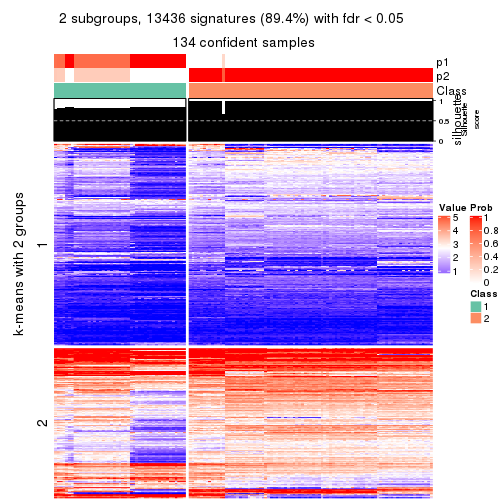 2 subgroups, 13436 signatures (89.4%) with fdr < 0.05
134 confident samples
p1
p2
Class
1
0.5
0
silhouette
Silhouette
score
k-means with 2 groups
1
2
Value
5
4
3
2
1
Prob
1
0.8
0.6
0.4
0.2
0
Class
1
2